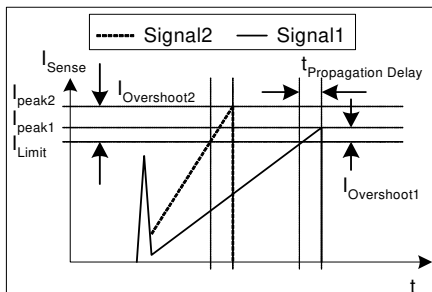 Signal2 Signal1
I_Sense
t_Propagation Delay
I_peak2
I_Overshoot2
I_peak1
I_Limit
I_Overshoot1
t